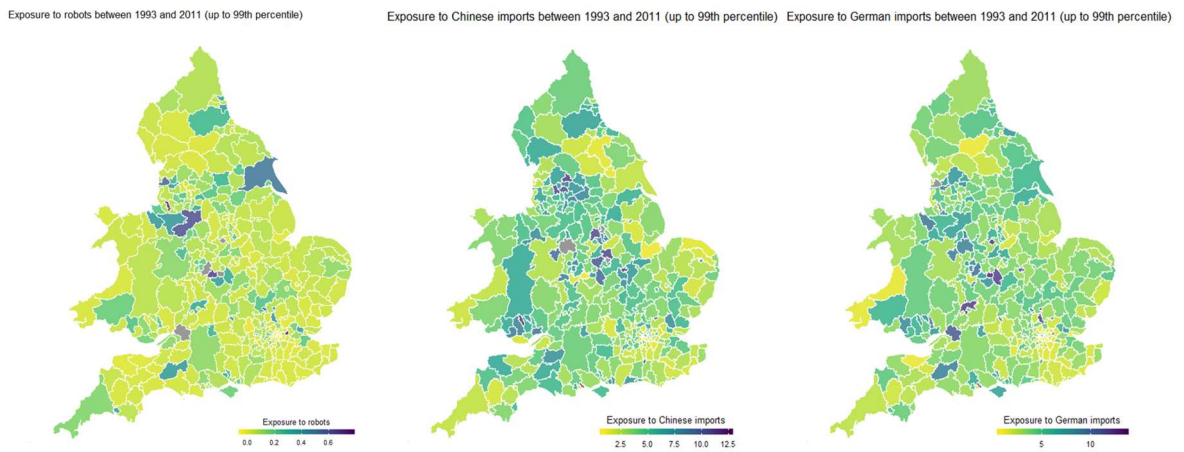 Exposure to robots between 1993 and 2011 (up to 99th percentile)
Exposure to Chinese imports between 1993 and 2011 (up to 99th percentile)
Exposure to German imports between 1993 and 2011 (up to 99th percentile)
Exposure to robots
0.0 0.2 0.4 0.6
Exposure to Chinese imports
2.5 5.0 7.5 10.0 12.5
Exposure to German imports
5 10